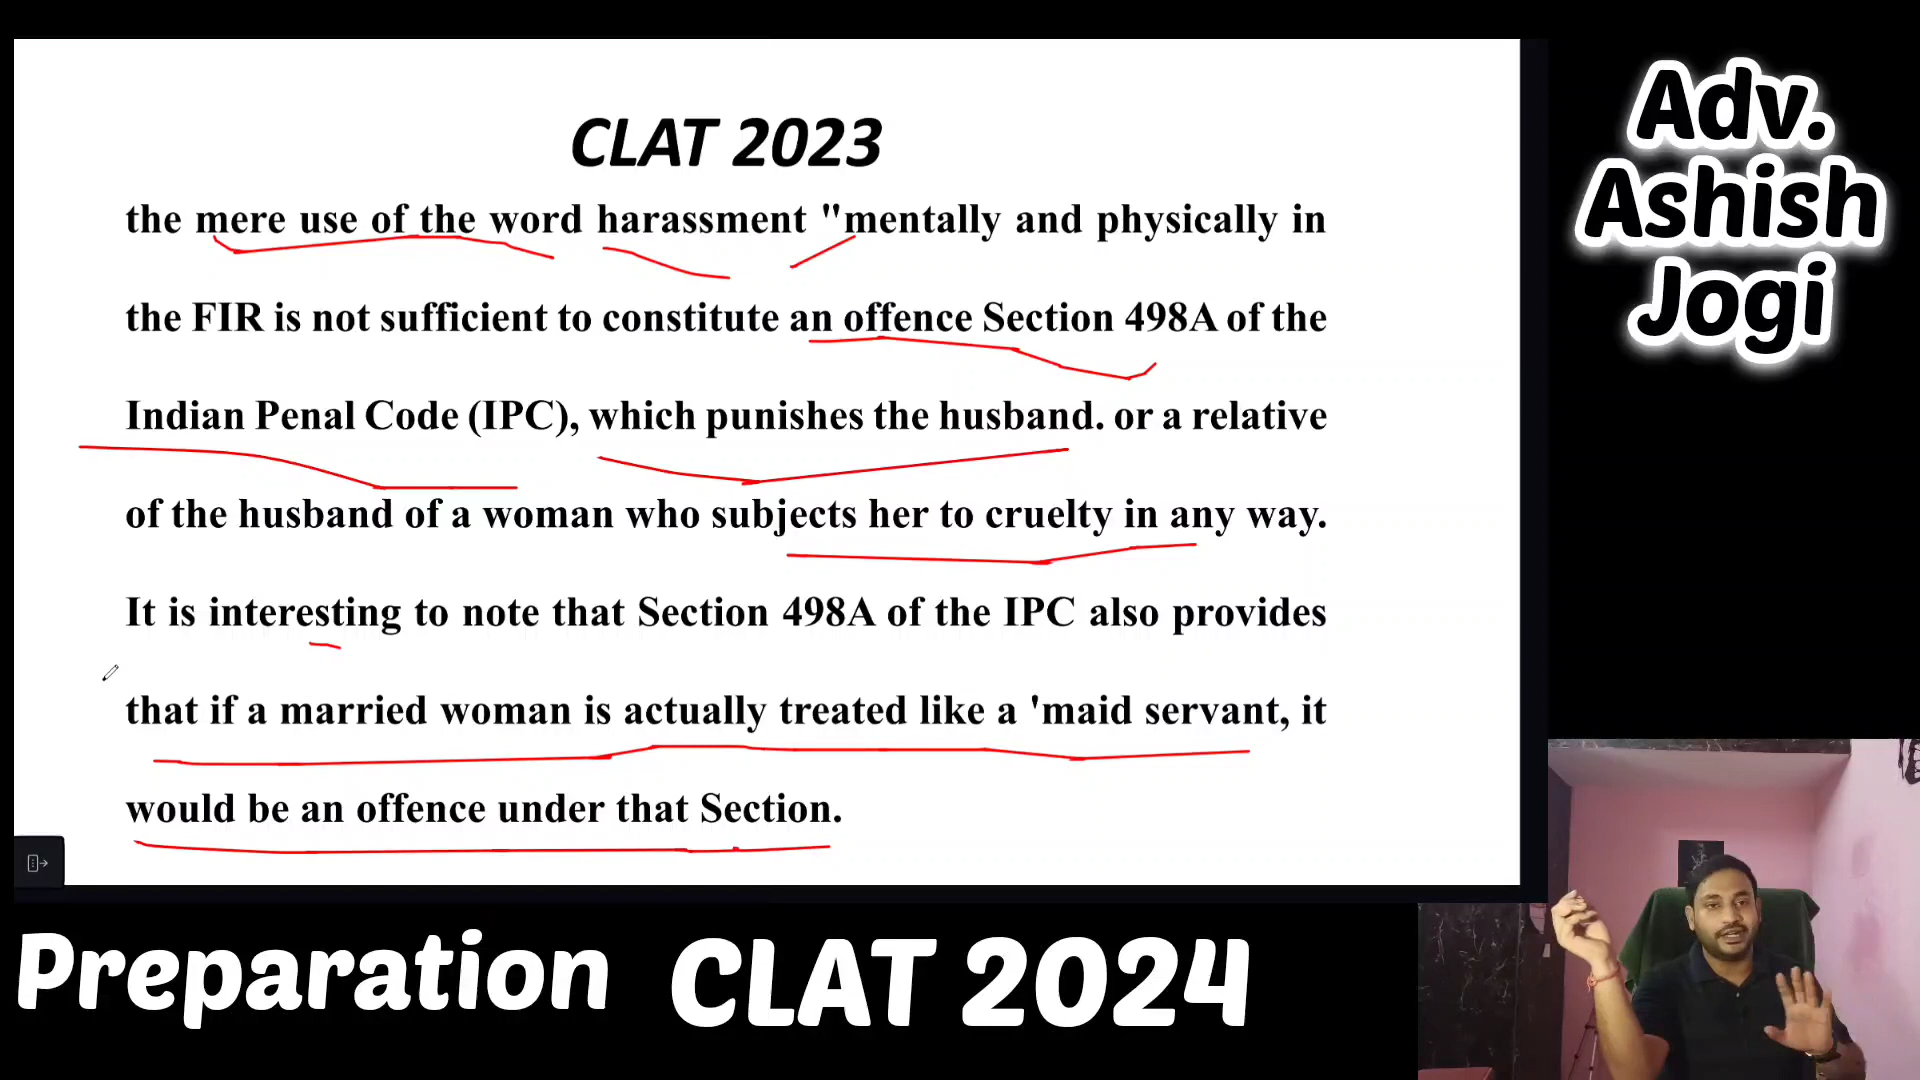 CLAT 2023
the mere use of the word harassment "mentally and physically in
the FIR is not sufficient to constitute an offence Section 498A of the
Indian Penal Code (IPC), which punishes the husband. or a relative
of the husband of a woman who subjects her to cruelty in any way.
It is interesting to note that Section 498A of the IPC also provides
that if a married woman is actually treated like a 'maid servant, it
would be an offence under that Section.
Adv.
Ashish
Jogi
Preparation CLAT 2024